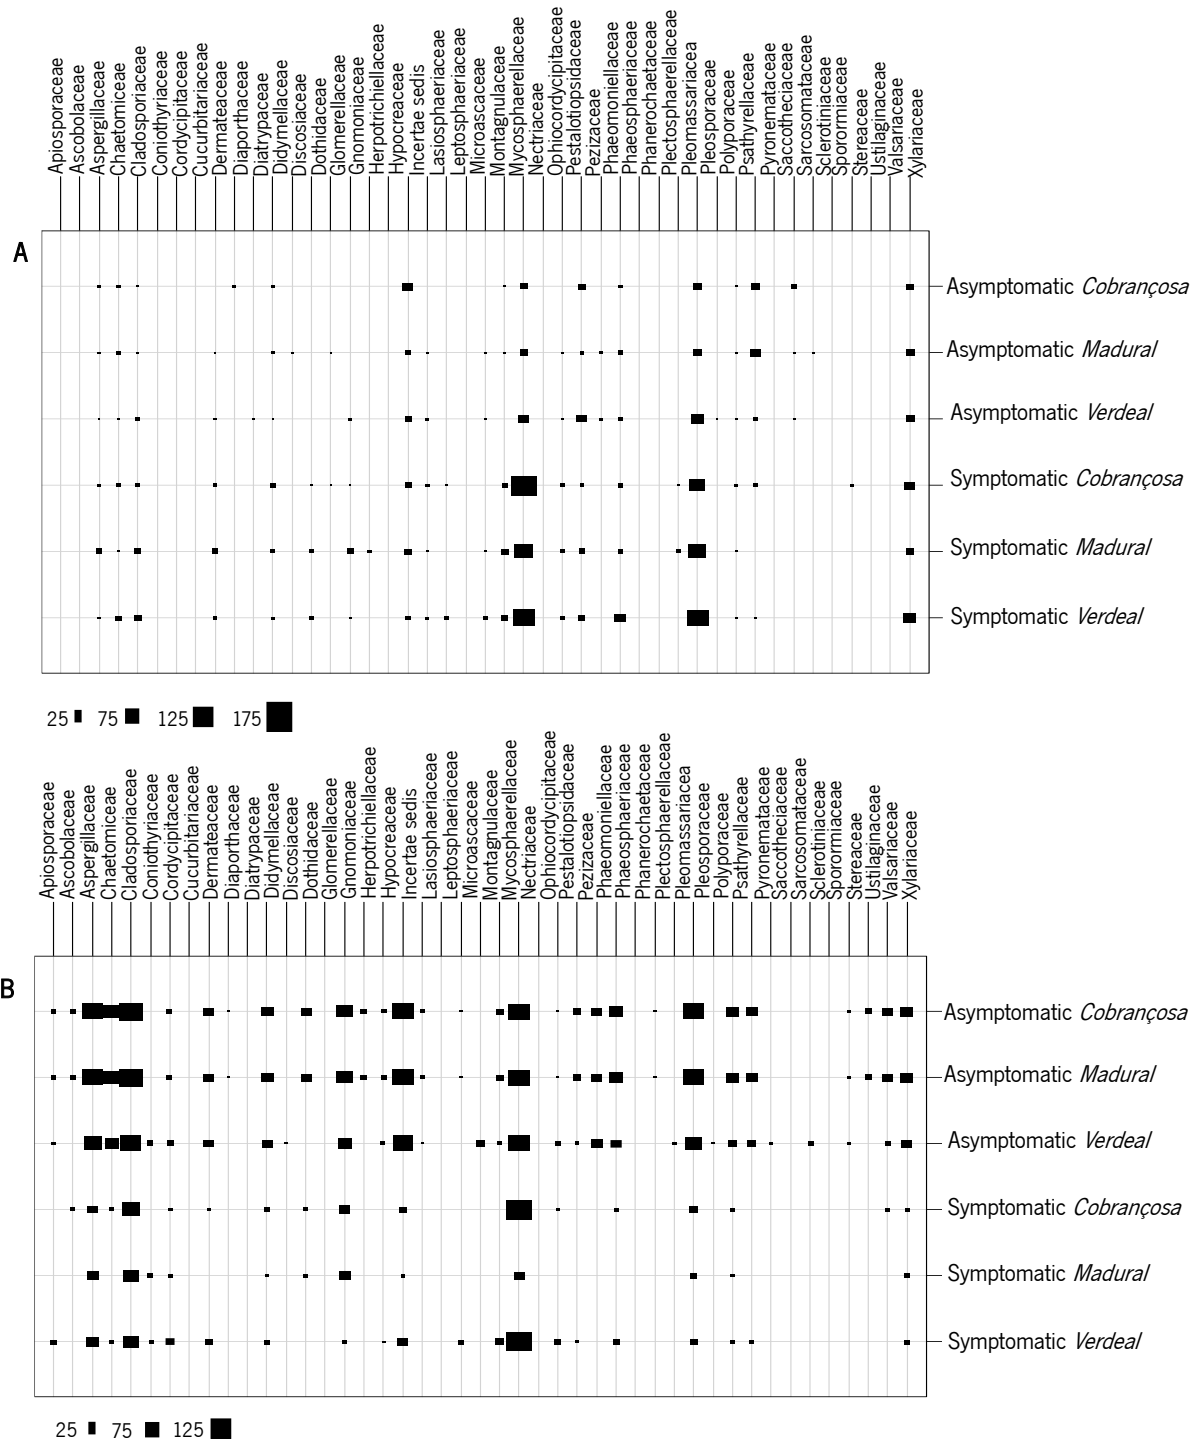 Apiosporaceae
Ascobolaceae
Aspergillaceae
Chaetomiceae
Cladosporiaceae
Coniothyriaceae
Cordycipitaceae
Cucurbitariaceae
Dermateaceae
Diaporthaceae
Diatrypaceae
Didymellaceae
Discosiaceae
Dothidaceae
Glomerellaceae
Gnomoniaceae
Herpotrichiellaceae
Hypocreaceae
Incertae sedis
Lasiosphaeriaceae
Leptosphaeriaceae
Microascaceae
Montagnulaceae
Mycosphaerellaceae
Nectriaceae
Ophiocordycipitaceae
Pestalotiopsidaceae
Pezizaceae
Phaeomoniellaceae
Phaeosphaeriaceae
Phanerochaetaceae
Plectosphaerellaceae
Pleomassariacea
Pleosporaceae
Polyporaceae
Psathyrellaceae
Pyronemataceae
Saccotheciaceae
Sarcosomataceae
Sclerotiniaceae
Sporormiaceae
Stereaceae
Ustilaginaceae
Valsariaceae
Xylariaceae
A
Asymptomatic Cobrançosa
Asymptomatic Madural
Asymptomatic Verdeal
Symptomatic Cobrançosa
Symptomatic Madural
Symptomatic Verdeal
25 75 125 175
Apiosporaceae
Ascobolaceae
Aspergillaceae
Chaetomiceae
Cladosporiaceae
Coniothyriaceae
Cordycipitaceae
Cucurbitariaceae
Dermateaceae
Diaporthaceae
Diatrypaceae
Didymellaceae
Discosiaceae
Dothidaceae
Glomerellaceae
Gnomoniaceae
Herpotrichiellaceae
Hypocreaceae
Incertae sedis
Lasiosphaeriaceae
Leptosphaeriaceae
Microascaceae
Montagnulaceae
Mycosphaerellaceae
Nectriaceae
Ophiocordycipitaceae
Pestalotiopsidaceae
Pezizaceae
Phaeomoniellaceae
Phaeosphaeriaceae
Phanerochaetaceae
Plectosphaerellaceae
Pleomassariacea
Pleosporaceae
Polyporaceae
Psathyrellaceae
Pyronemataceae
Saccotheciaceae
Sarcosomataceae
Sclerotiniaceae
Sporormiaceae
Stereaceae
Ustilaginaceae
Valsariaceae
Xylariaceae
B
Asymptomatic Cobrançosa
Asymptomatic Madural
Asymptomatic Verdeal
Symptomatic Cobrançosa
Symptomatic Madural
Symptomatic Verdeal
25 75 125